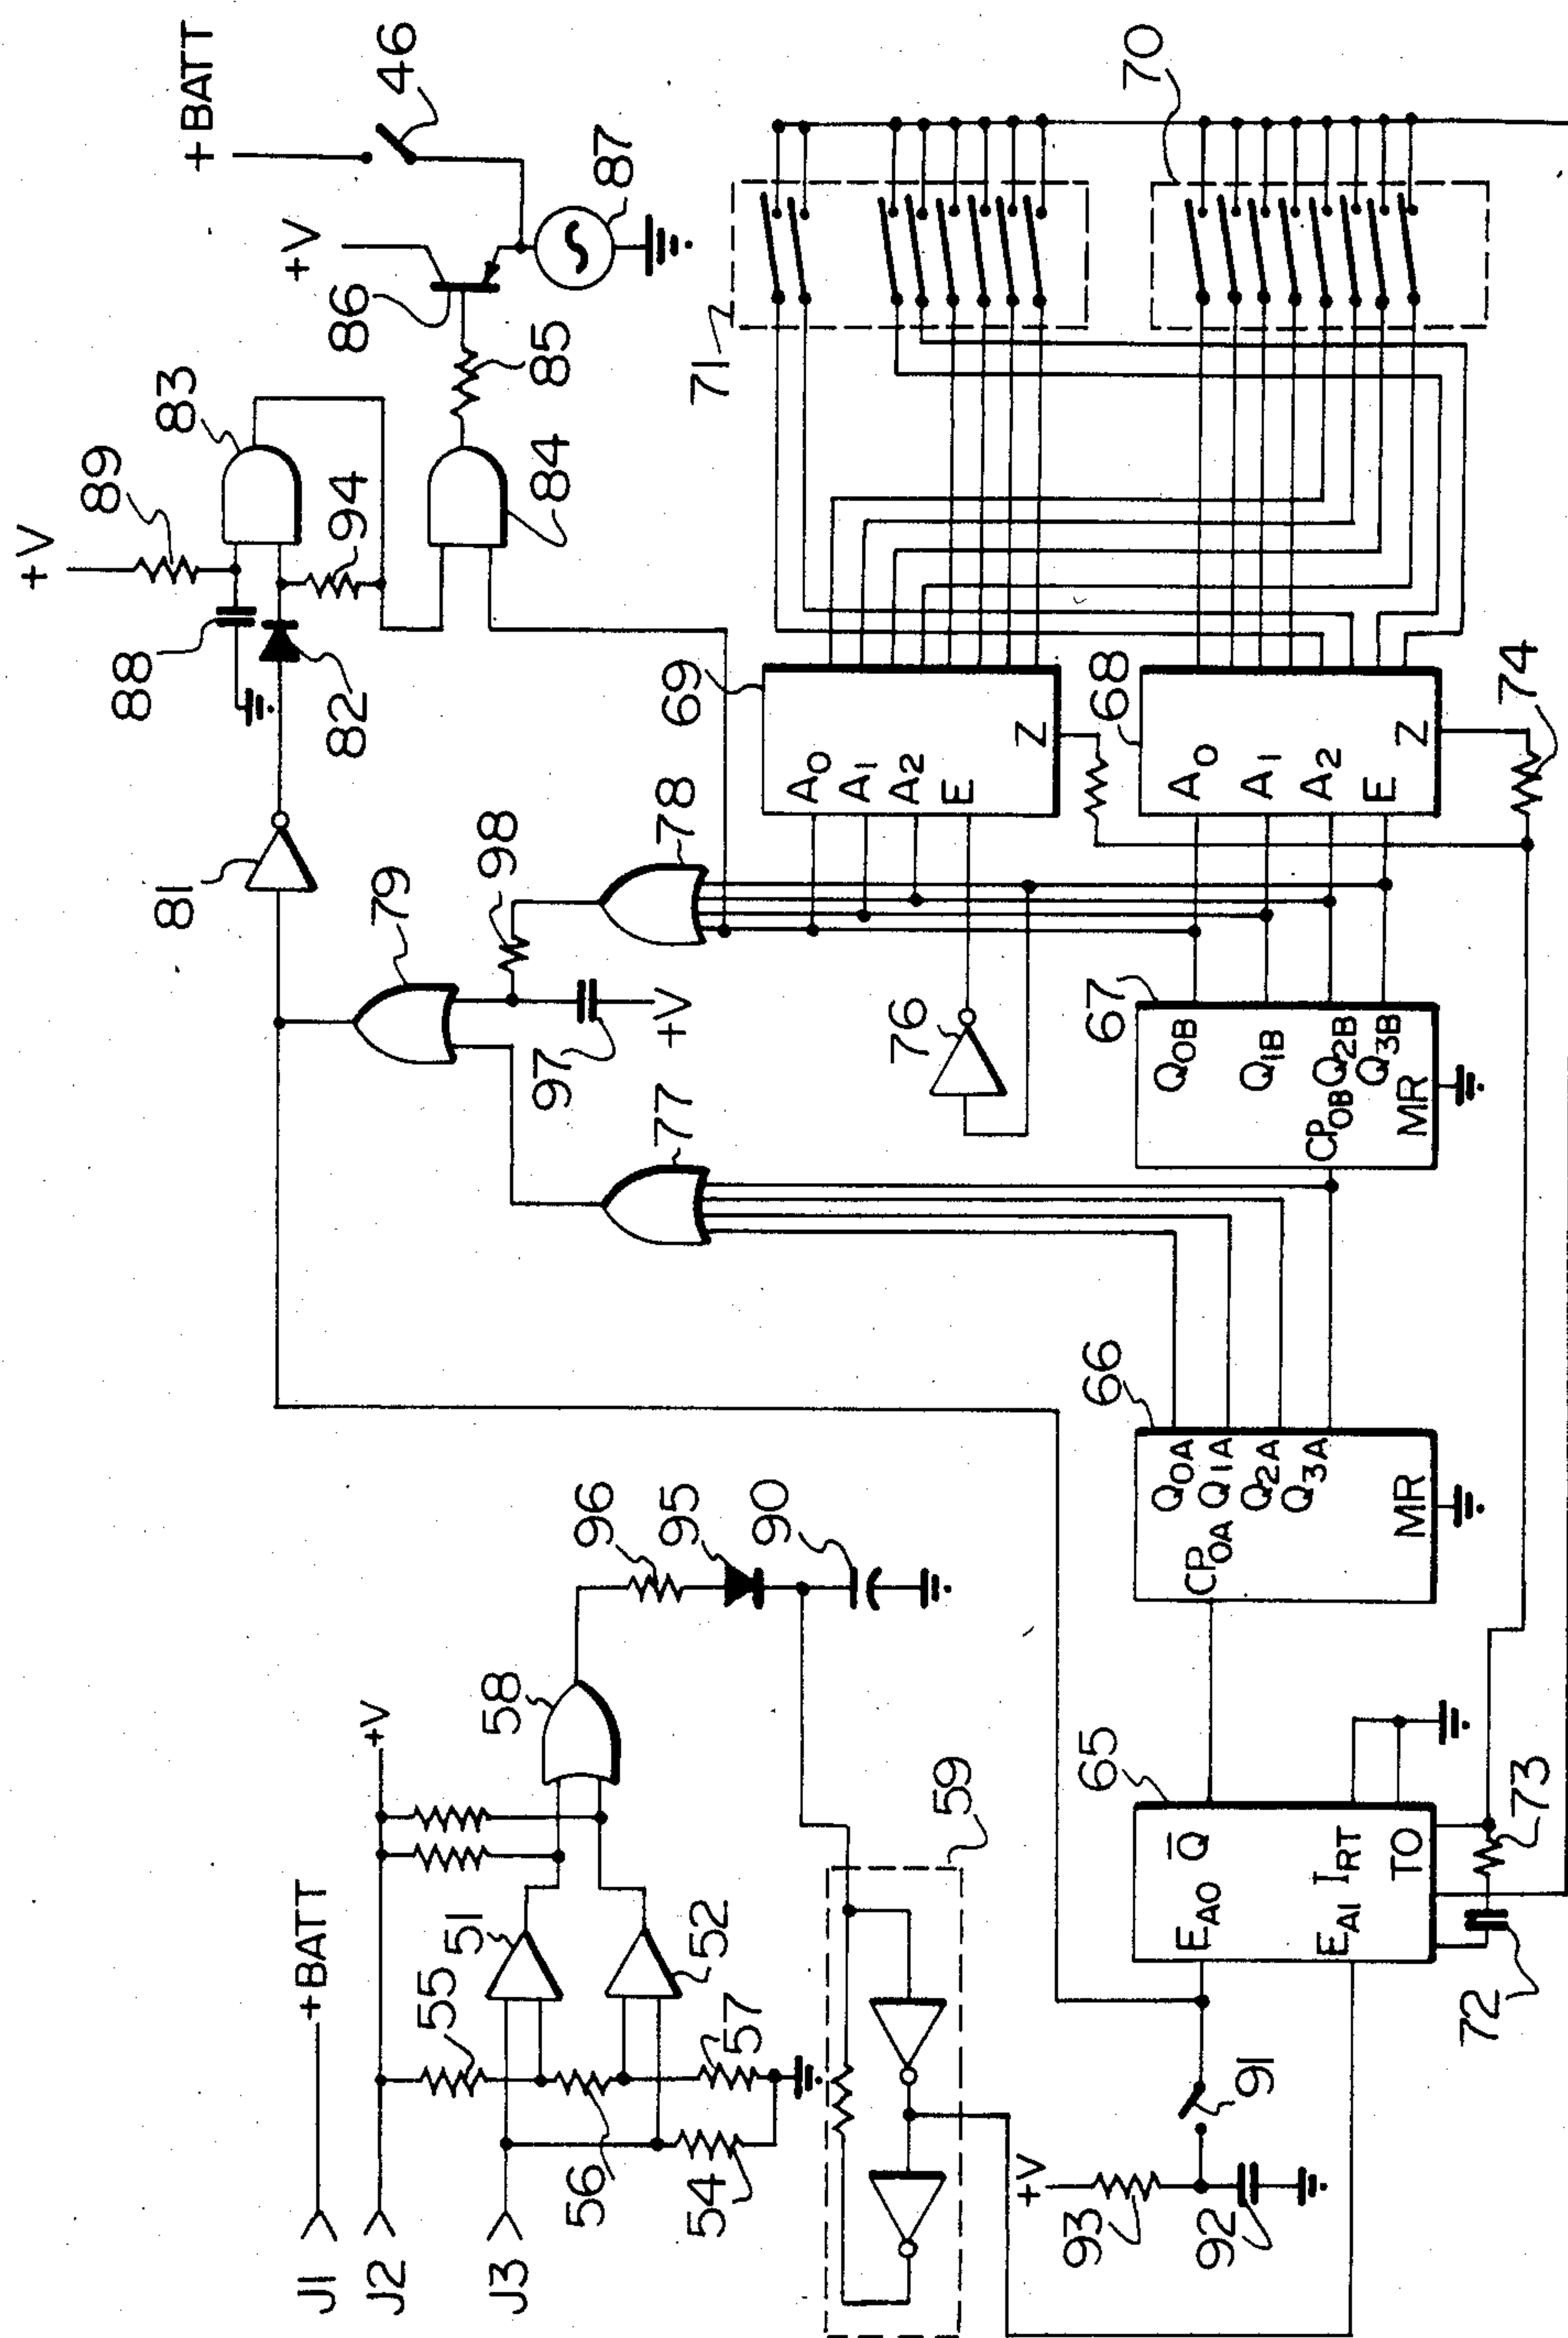 J1
+BATT
J2
+V
J3
55
51
56
52
54
57
58
96
95
90
59
+V
93
92
91
65
EA0
Q̅
EA1
IRT
TO
72
73
66
CP0A
Q0A
Q1A
Q2A
Q3A
MR
67
Q0B
Q1B
Q2B
Q3B
CP0B
MR
77
76
78
79
98
97
+V
81
82
88
89
+V
83
94
84
85
86
+V
+BATT
46
87
69
A0
A1
A2
E
Z
68
A0
A1
A2
E
Z
74
71
70